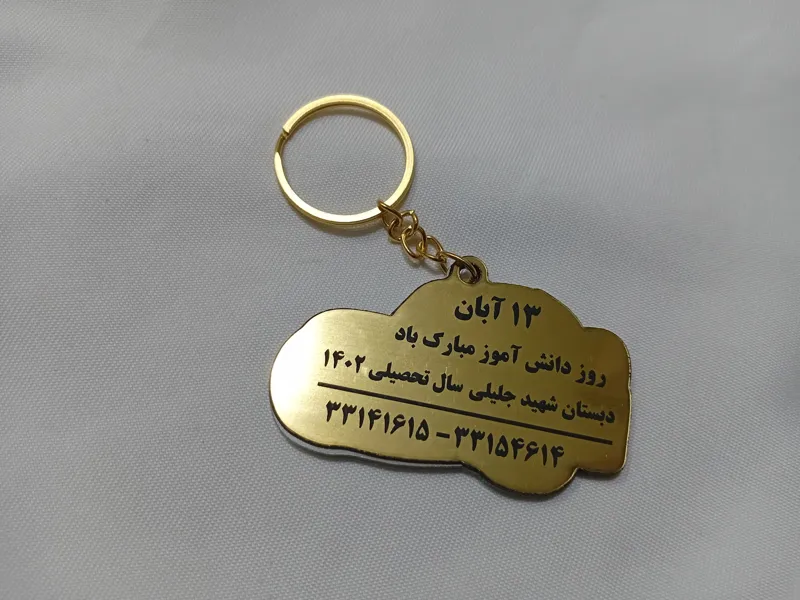 ۱۳ آبان
روز دانش آموز مبارک باد
دبستان شهید جلیلی سال تحصیلی ۱۴۰۲
۳۳۱۵۴۶۱۴ - ۳۳۱۴۱۶۱۵